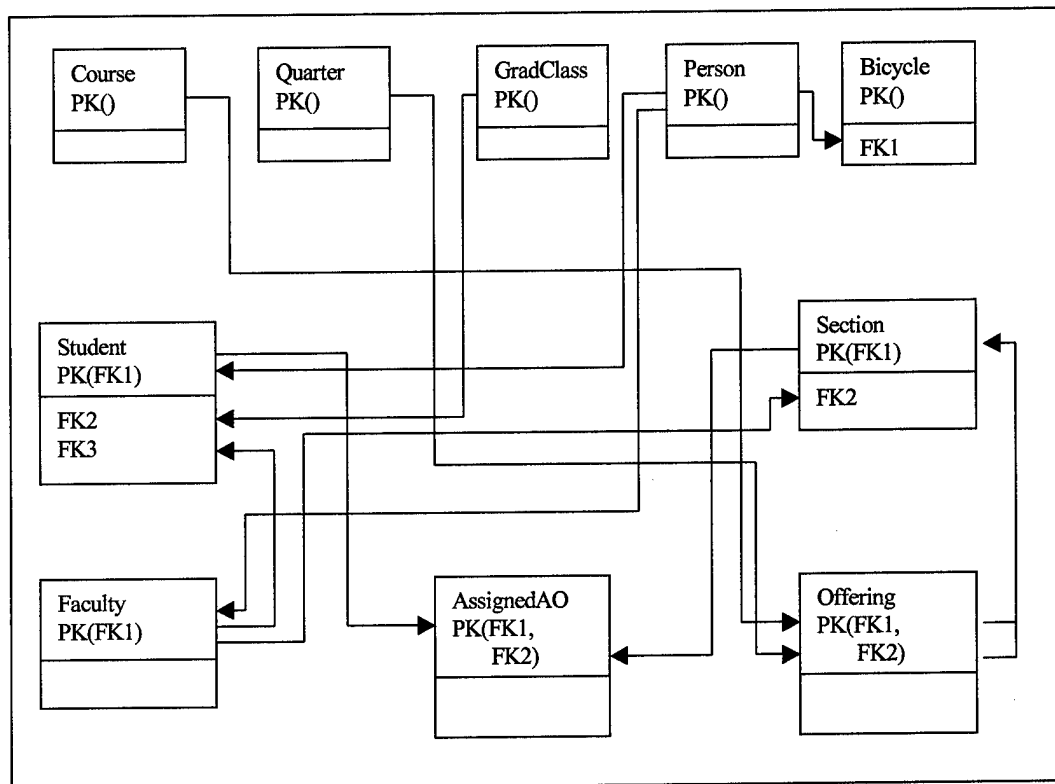 Course
PK()
Quarter
PK()
GradClass
PK()
Person
PK()
Bicycle
PK()
FK1
Student
PK(FK1)
FK2
FK3
Section
PK(FK1)
FK2
Faculty
PK(FK1)
AssignedAO
PK(FK1,
FK2)
Offering
PK(FK1,
FK2)